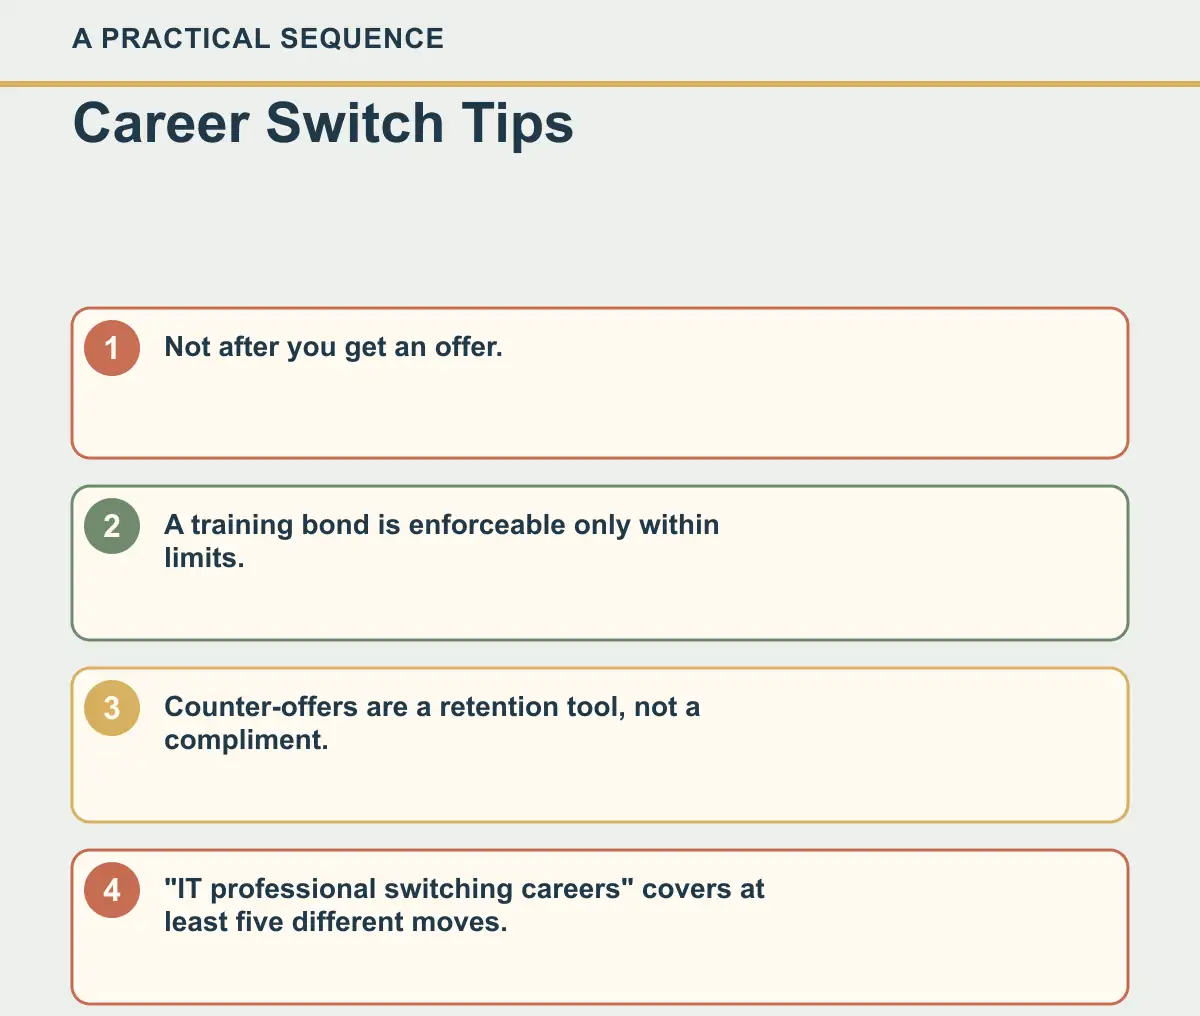 A PRACTICAL SEQUENCE
Career Switch Tips
1
Not after you get an offer.
2
A training bond is enforceable only within
limits.
3
Counter-offers are a retention tool, not a
compliment.
4
"IT professional switching careers" covers at
least five different moves.